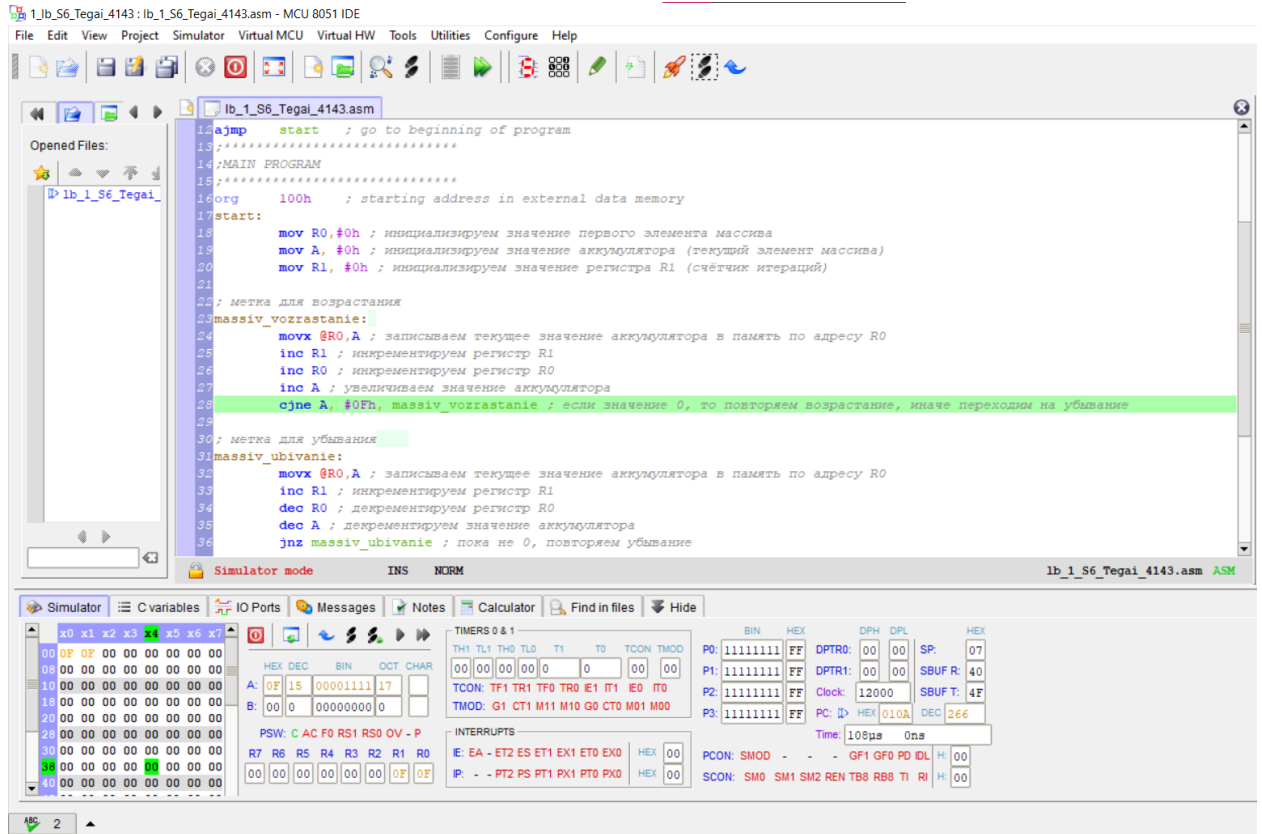 1_lb_S6_Tegai_4143 : lb_1_S6_Tegai_4143.asm - MCU 8051 IDE
File Edit View Project Simulator Virtual MCU Virtual HW Tools Utilities Configure Help
lb_1_S6_Tegai_4143.asm
Opened Files:
lb_1_S6_Tegai_
12 ajmp start ; go to beginning of program
13 ;*****************************
14 ;MAIN PROGRAM
15 ;*****************************
16 org 100h ; starting address in external data memory
17 start:
18 mov R0,#0h ; инициализируем значение первого элемента массива
19 mov A, #0h ; инициализируем значение аккумулятора (текущий элемент массива)
20 mov R1, #0h ; инициализируем значение регистра R1 (счётчик итераций)
21
22 ; метка для возрастания
23 massiv_vozrastanie:
24 movx @R0,A ; записываем текущее значение аккумулятора в память по адресу R0
25 inc R1 ; инкрементируем регистр R1
26 inc R0 ; инкрементируем регистр R0
27 inc A ; увеличиваем значение аккумулятора
28 cjne A, #0Fh, massiv_vozrastanie ; если значение 0, то повторяем возрастание, иначе переходим на убывание
29
30 ; метка для убывания
31 massiv_ubivanie:
32 movx @R0,A ; записываем текущее значение аккумулятора в память по адресу R0
33 inc R1 ; инкрементируем регистр R1
34 dec R0 ; декрементируем регистр R0
35 dec A ; декрементируем значение аккумулятора
36 jnz massiv_ubivanie ; пока не 0, повторяем убывание
Simulator mode INS NORM lb_1_S6_Tegai_4143.asm ASM
Simulator C variables IO Ports Messages Notes Calculator Find in files Hide
x0 x1 x2 x3 x4 x5 x6 x7
00 0F 0F 00 00 00 00 00 00
08 00 00 00 00 00 00 00 00
10 00 00 00 00 00 00 00 00
18 00 00 00 00 00 00 00 00
20 00 00 00 00 00 00 00 00
28 00 00 00 00 00 00 00 00
38 00 00 00 00 00 00 00 00
40 00 00 00 00 00 00 00 00
HEX DEC BIN OCT CHAR
A: 0F 15 00001111 17
B: 00 0 00000000 0
PSW: C AC F0 RS1 RS0 OV - P
R7 R6 R5 R4 R3 R2 R1 R0
00 00 00 00 00 00 0F 0F
TIMERS 0 & 1
TH1 TL1 TH0 TL0 T1 T0 TCON TMOD
00 00 00 00 0 0 00 00
TCON: TF1 TR1 TF0 TR0 IE1 IT1 IE0 IT0
TMOD: G1 CT1 M11 M10 G0 CT0 M01 M00
INTERRUPTS
IE: EA - ET2 ES ET1 EX1 ET0 EX0 HEX 00
IP: - - PT2 PS PT1 PX1 PT0 PX0 HEX 00
BIN HEX
P0: 11111111 FF
P1: 11111111 FF
P2: 11111111 FF
P3: 11111111 FF
DPH DPL
DPTR0: 00 00
DPTR1: 00 00
Clock: 12000
PC: HEX 010A DEC 266
Time: 108µs 0ns
HEX
SP: 07
SBUF R: 40
SBUF T: 4F
PCON: SMOD - - - GF1 GF0 PD IDL H: 00
SCON: SM0 SM1 SM2 REN TB8 RB8 TI RI H: 00
ABC 2